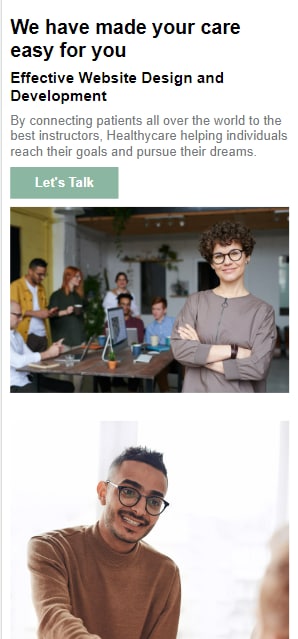 We have made your care
easy for you
Effective Website Design and
Development
By connecting patients all over the world to the
best instructors, Healthycare helping individuals
reach their goals and pursue their dreams.
Let's Talk